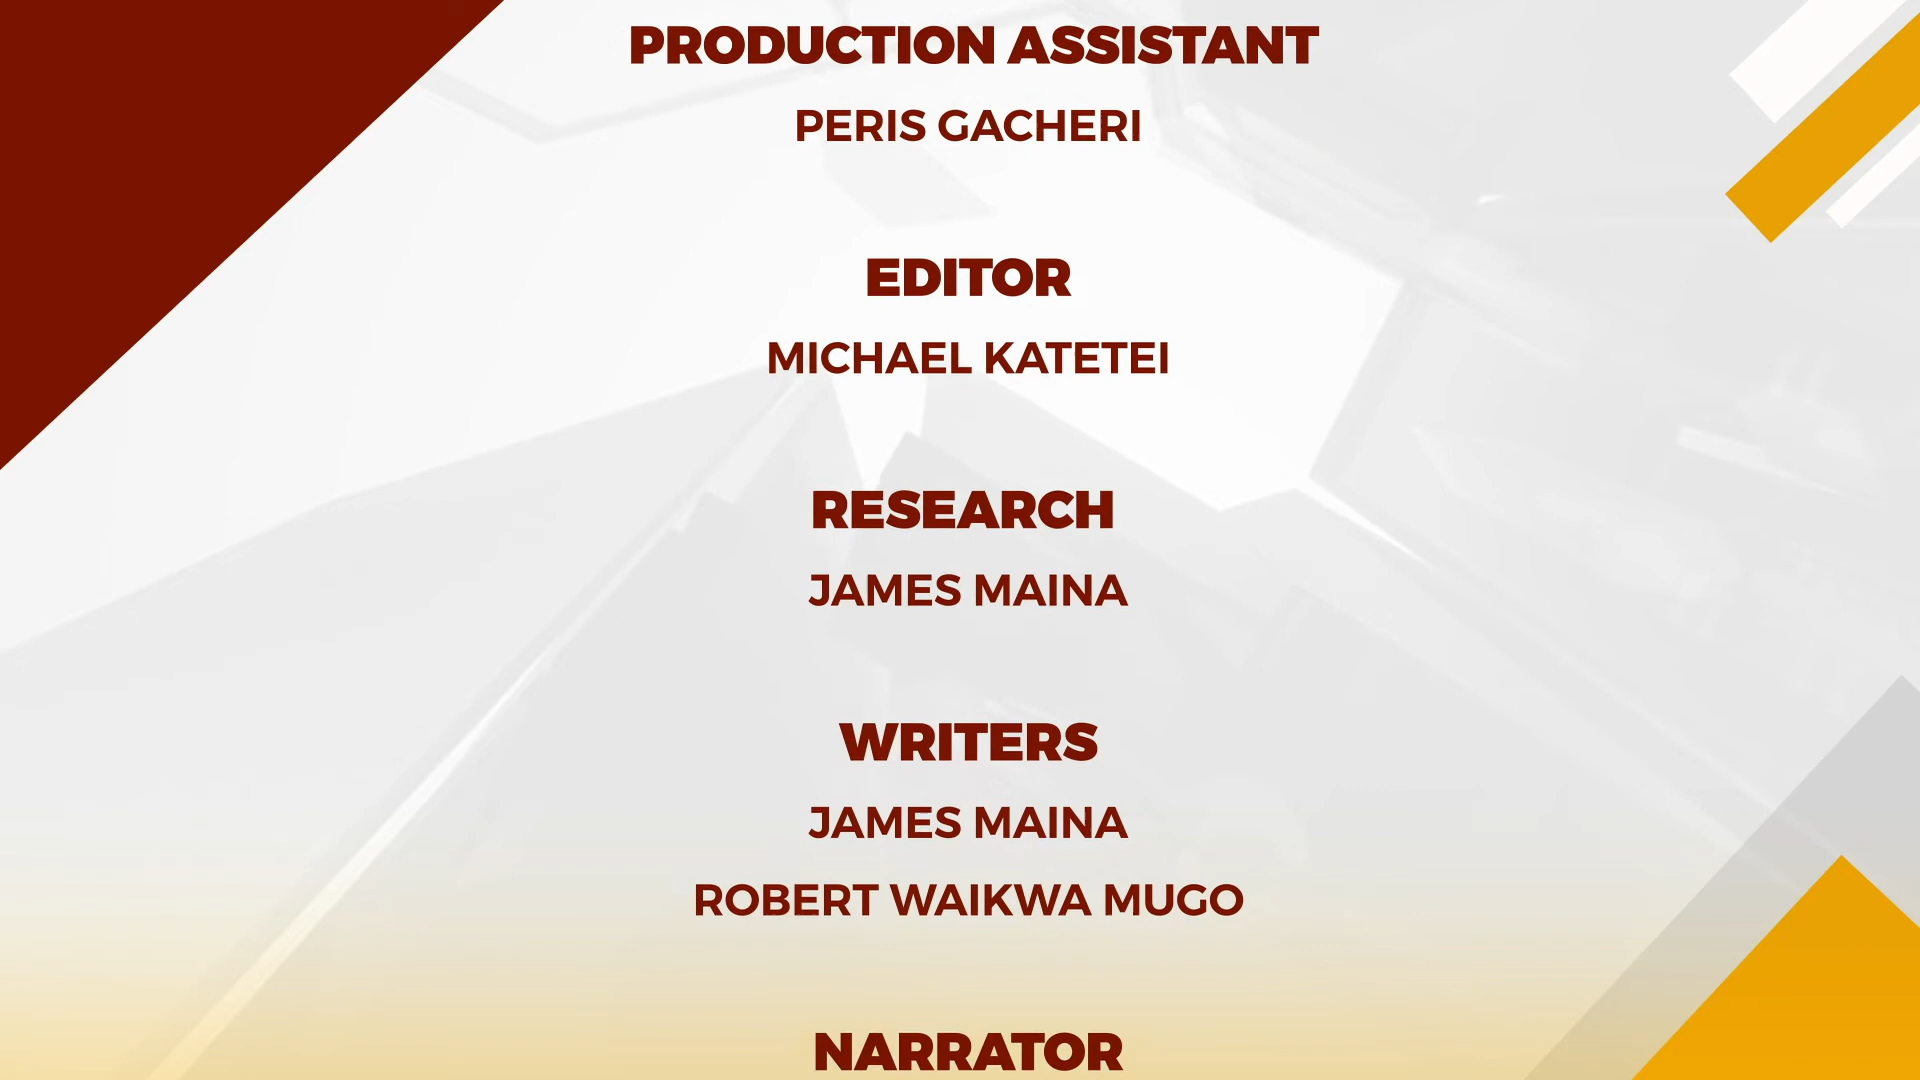 PRODUCTION ASSISTANT
PERIS GACHERI
EDITOR
MICHAEL KATETEI
RESEARCH
JAMES MAINA
WRITERS
JAMES MAINA
ROBERT WAIKWA MUGO
NARRATOR